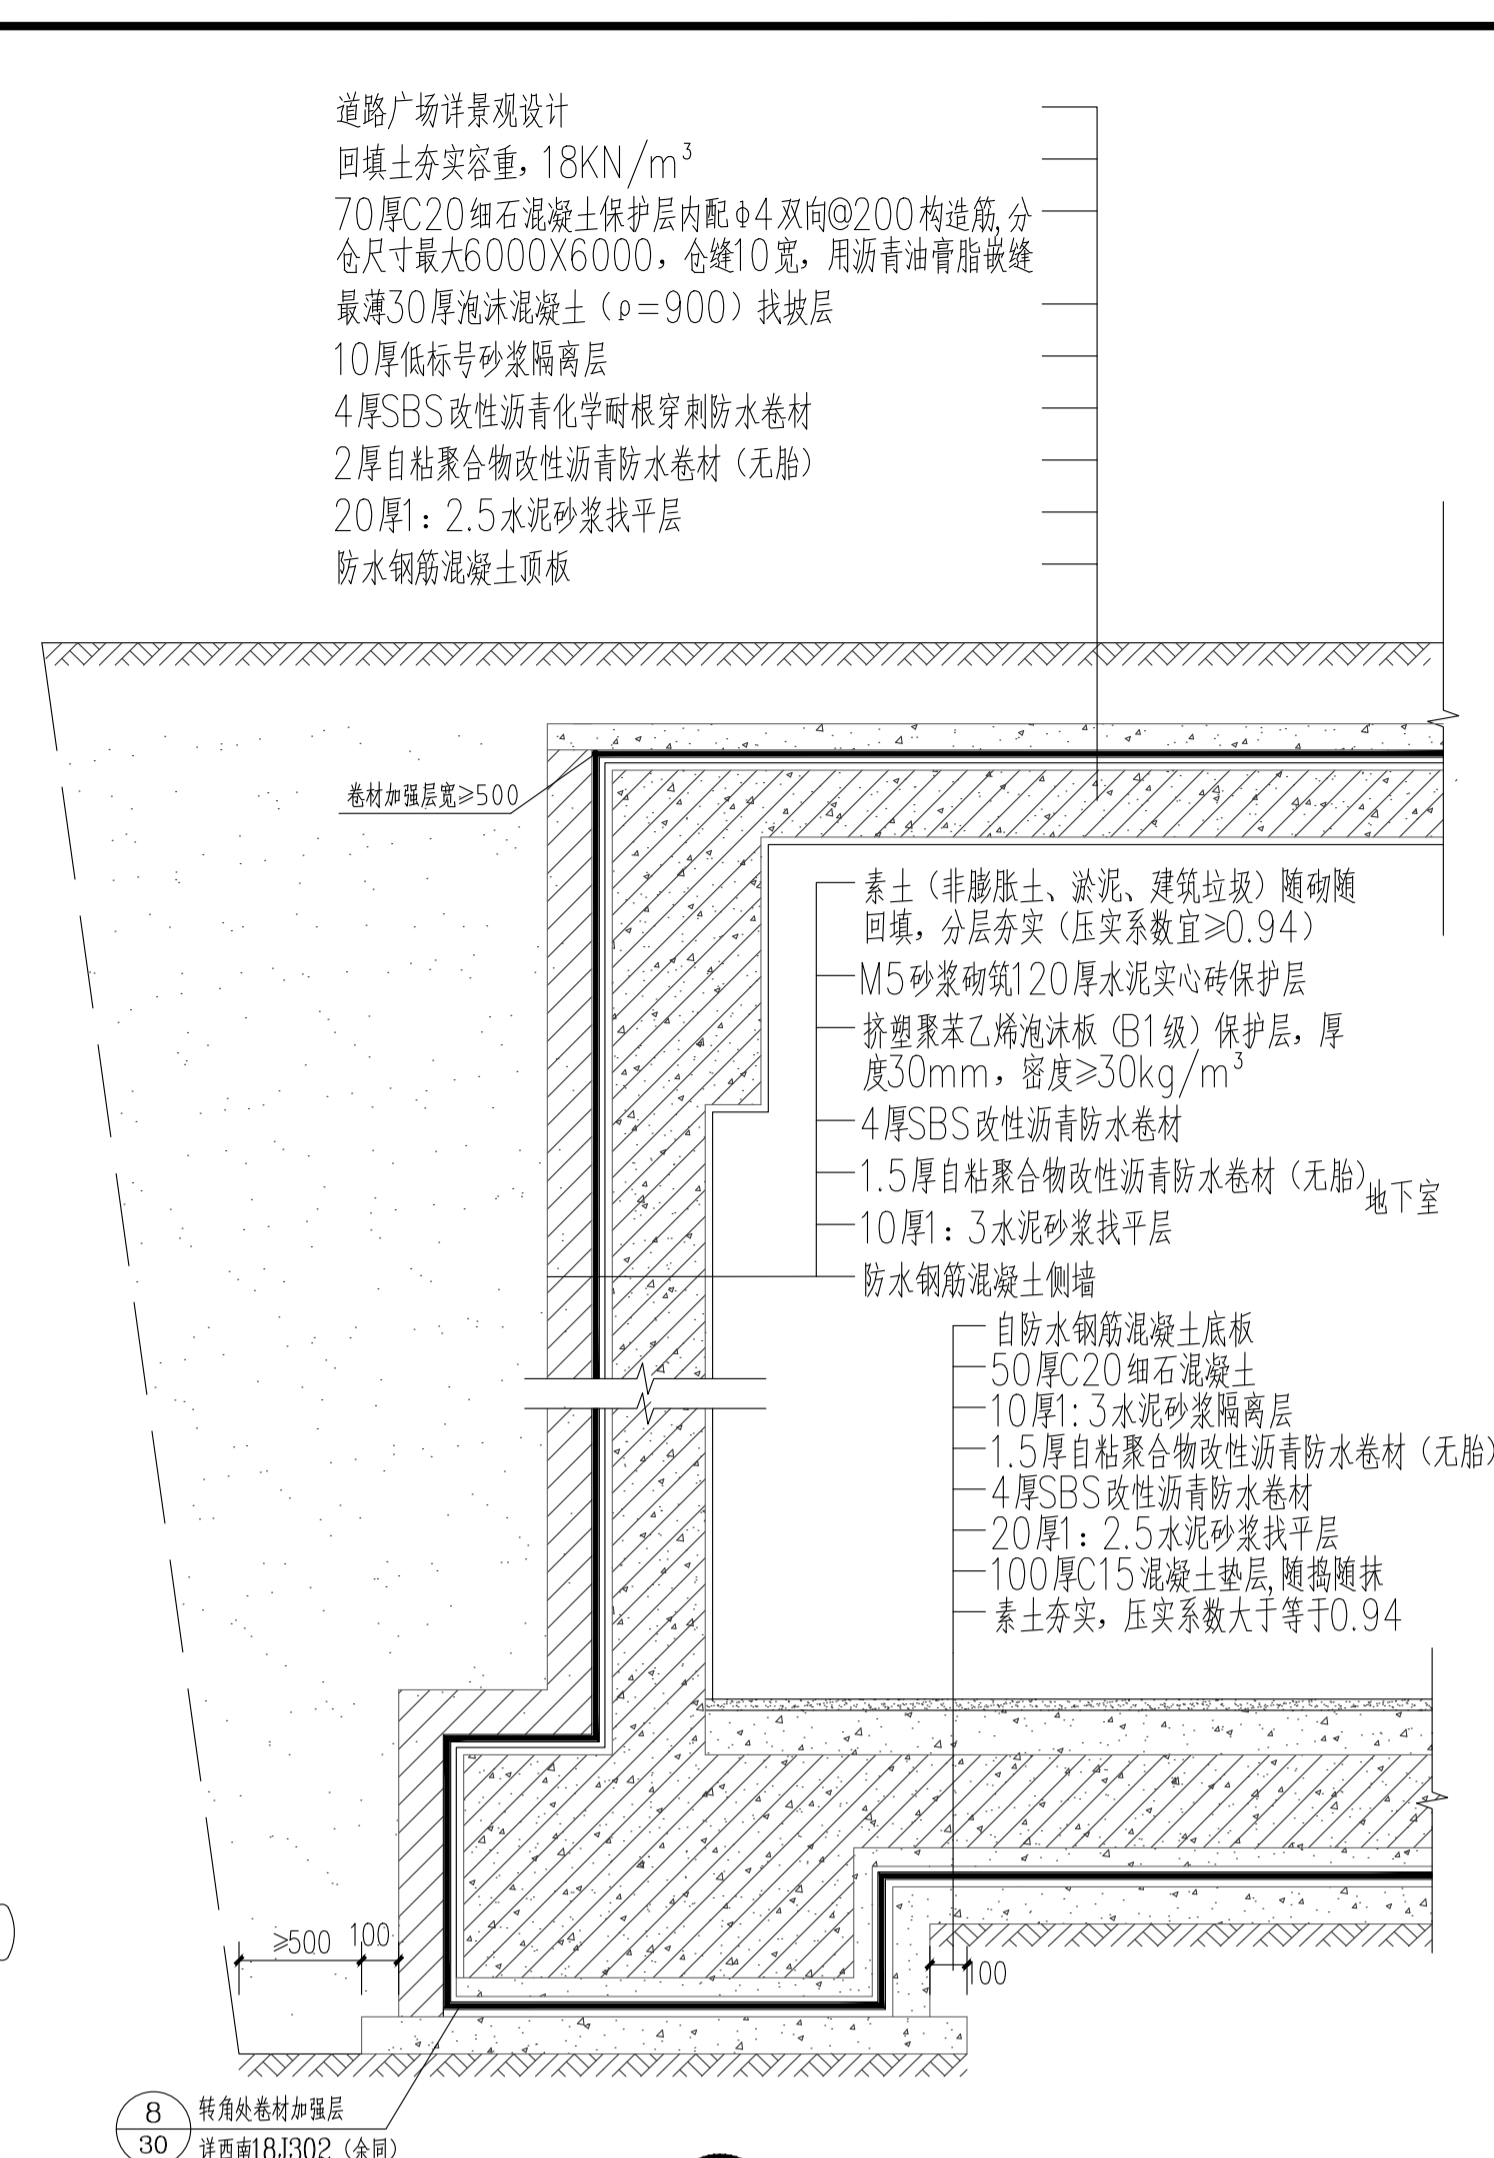 道路广场详景观设计
回填土夯实容重，18KN/m³
70厚C20细石混凝土保护层内配ϕ4双向@200构造筋,分
仓尺寸最大6000X6000，仓缝10宽，用沥青油膏脂嵌缝
最薄30厚泡沫混凝土（ρ=900）找坡层
10厚低标号砂浆隔离层
4厚SBS改性沥青化学耐根穿刺防水卷材
2厚自粘聚合物改性沥青防水卷材（无胎）
20厚1：2.5水泥砂浆找平层
防水钢筋混凝土顶板
卷材加强层宽≥500
素土（非膨胀土、淤泥、建筑垃圾）随砌随
回填，分层夯实（压实系数宜≥0.94）
M5砂浆砌筑120厚水泥实心砖保护层
挤塑聚苯乙烯泡沫板（B1级）保护层，厚
度30mm，密度≥30kg/m³
4厚SBS改性沥青防水卷材
1.5厚自粘聚合物改性沥青防水卷材（无胎）
地下室
10厚1：3水泥砂浆找平层
防水钢筋混凝土侧墙
自防水钢筋混凝土底板
50厚C20细石混凝土
10厚1:3水泥砂浆隔离层
1.5厚自粘聚合物改性沥青防水卷材（无胎）
4厚SBS改性沥青防水卷材
20厚1：2.5水泥砂浆找平层
100厚C15混凝土垫层,随捣随抹
素土夯实，压实系数大于等于0.94
≥500
100
100
8
转角处卷材加强层
30
详西南18J302（余同）